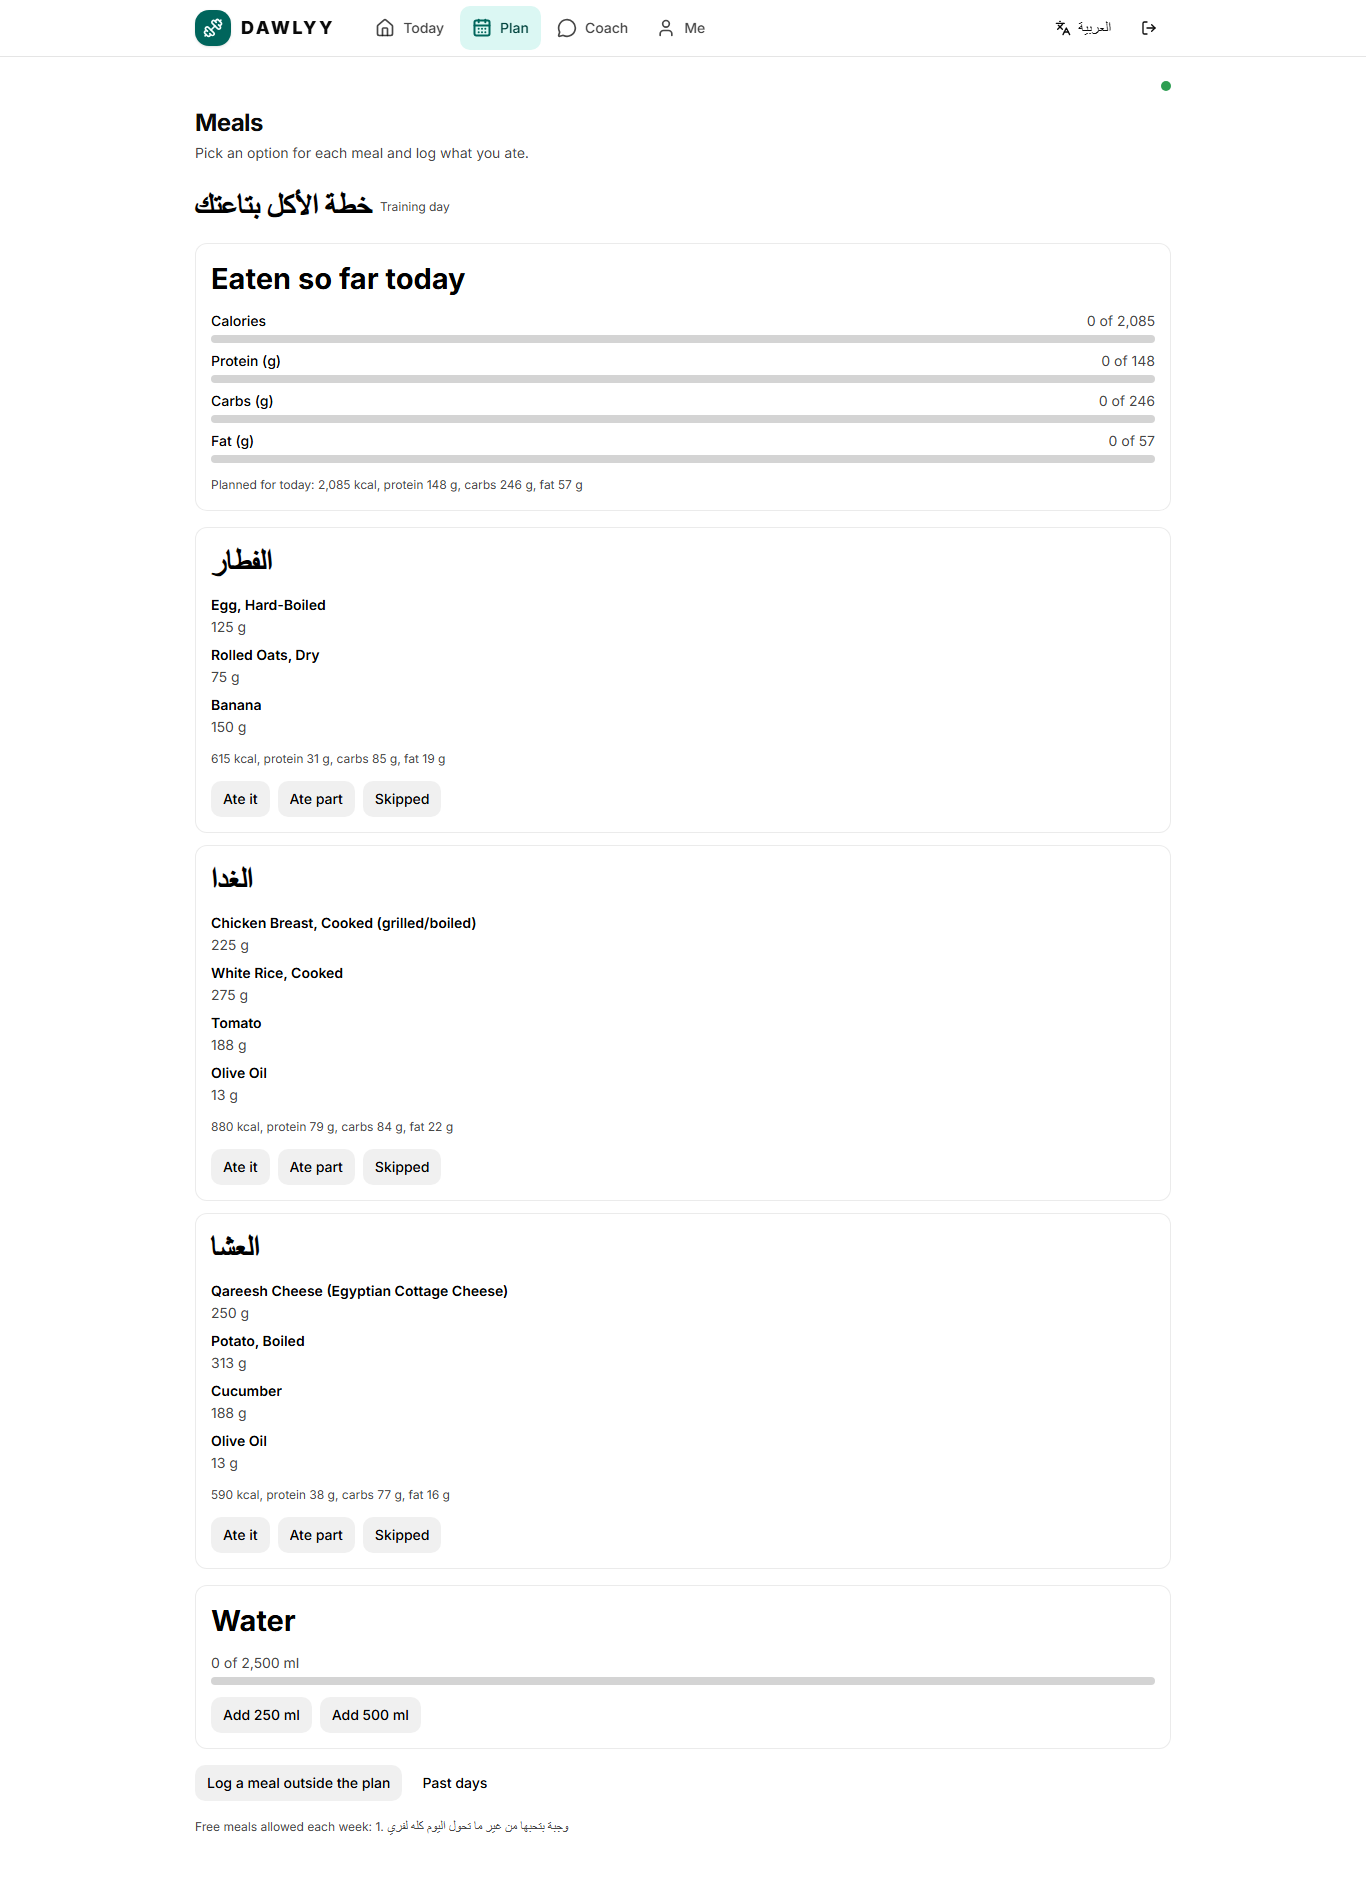 DAWLYY
Today
Plan
Coach
Me
العربية
Meals
Pick an option for each meal and log what you ate.
خطة الأكل بتاعتك Training day
Eaten so far today
Calories 0 of 2,085
Protein (g) 0 of 148
Carbs (g) 0 of 246
Fat (g) 0 of 57
Planned for today: 2,085 kcal, protein 148 g, carbs 246 g, fat 57 g
الفطار
Egg, Hard-Boiled
125 g
Rolled Oats, Dry
75 g
Banana
150 g
615 kcal, protein 31 g, carbs 85 g, fat 19 g
Ate it Ate part Skipped
الغدا
Chicken Breast, Cooked (grilled/boiled)
225 g
White Rice, Cooked
275 g
Tomato
188 g
Olive Oil
13 g
880 kcal, protein 79 g, carbs 84 g, fat 22 g
Ate it Ate part Skipped
العشا
Qareesh Cheese (Egyptian Cottage Cheese)
250 g
Potato, Boiled
313 g
Cucumber
188 g
Olive Oil
13 g
590 kcal, protein 38 g, carbs 77 g, fat 16 g
Ate it Ate part Skipped
Water
0 of 2,500 ml
Add 250 ml Add 500 ml
Log a meal outside the plan Past days
Free meals allowed each week: 1. وجبة بتحبها من غير ما تحول اليوم كله لفري